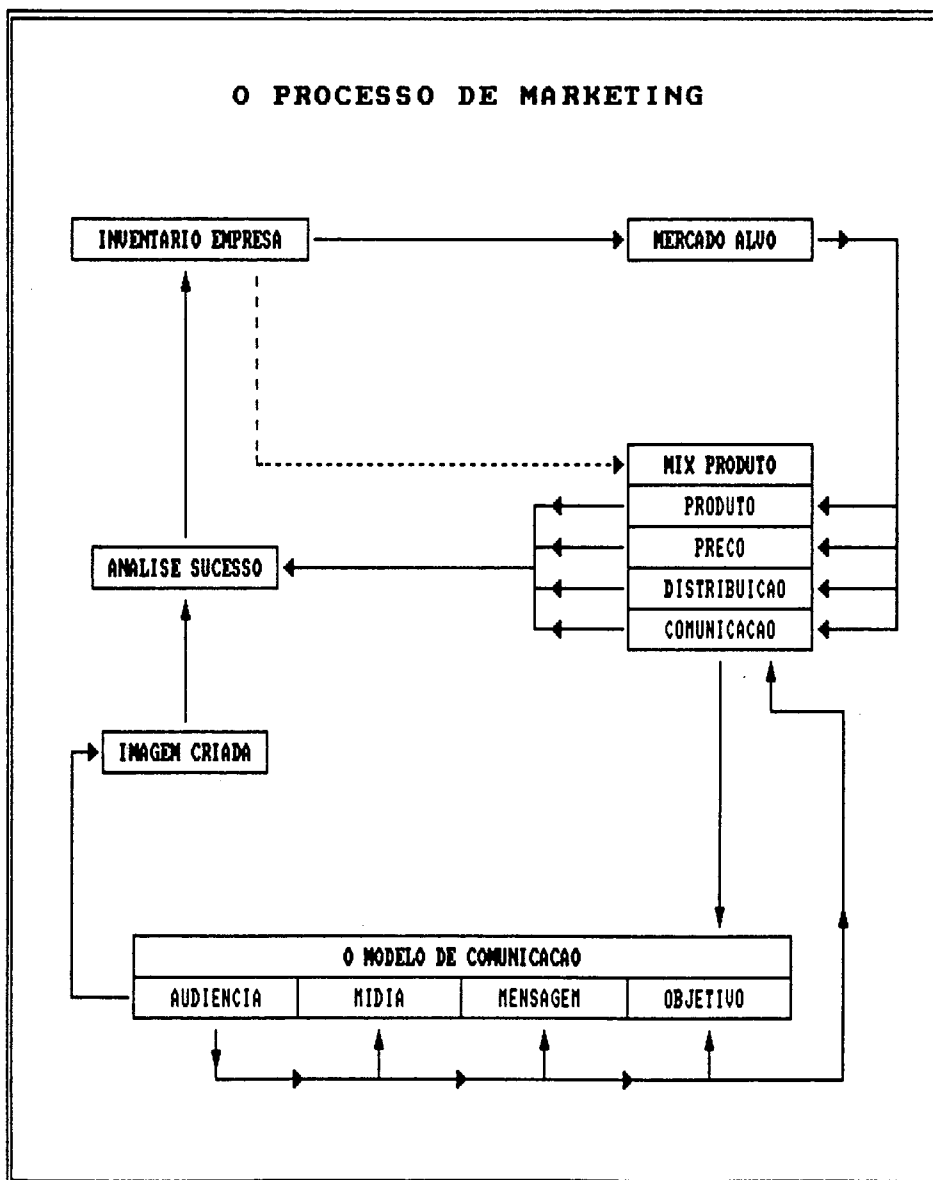 O PROCESSO DE MARKETING
INVENTARIO EMPRESA
MERCADO ALVO
MIX PRODUTO
PRODUTO
PRECO
ANALISE SUCESSO
DISTRIBUICAO
COMUNICACAO
IMAGEM CRIADA
O MODELO DE COMUNICACAO
AUDIENCIA MIDIA MENSAGEM OBJETIVO